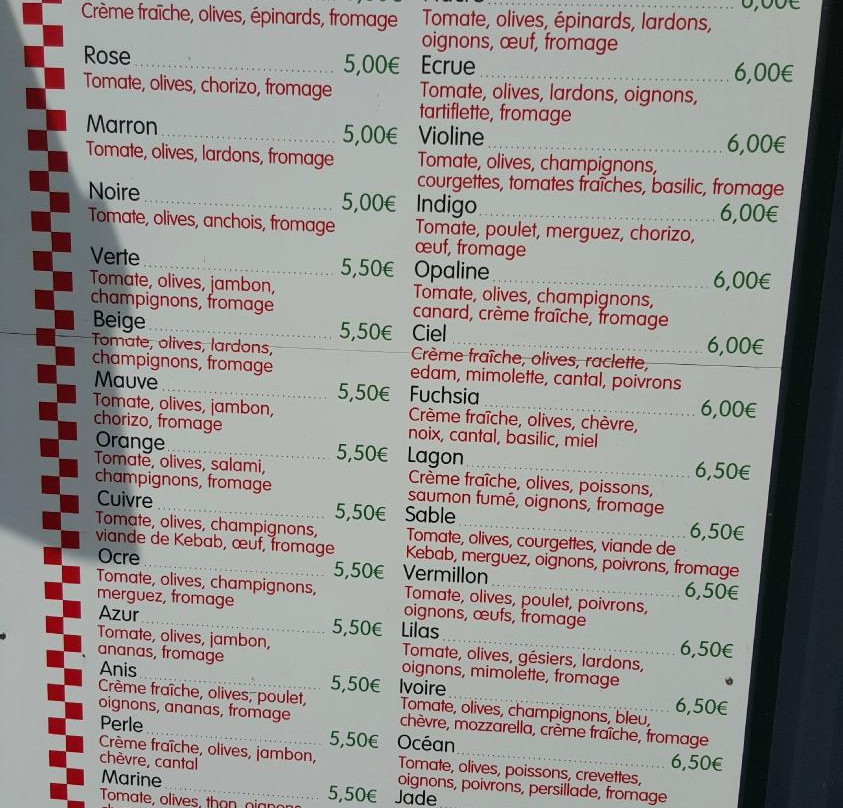 Crème fraîche, olives, épinards, fromage
Rose 5,00€
Tomate, olives, chorizo, fromage
Marron 5,00€
Tomate, olives, lardons, fromage
Noire 5,00€
Tomate, olives, anchois, fromage
Verte 5,50€
Tomate, olives, jambon,
champignons, fromage
Beige 5,50€
Tomate, olives, lardons,
champignons, fromage
Mauve 5,50€
Tomate, olives, jambon,
chorizo, fromage
Orange 5,50€
Tomate, olives, salami,
champignons, fromage
Cuivre 5,50€
Tomate, olives, champignons,
viande de Kebab, œuf, fromage
Ocre 5,50€
Tomate, olives, champignons,
merguez, fromage
Azur 5,50€
Tomate, olives, jambon,
ananas, fromage
Anis 5,50€
Crème fraîche, olives, poulet,
oignons, ananas, fromage
Perle 5,50€
Crème fraîche, olives, jambon,
chèvre, cantal
Marine 5,50€
Tomate, olives, thon, oignons
6,00€
Tomate, olives, épinards, lardons,
oignons, œuf, fromage
Ecrue 6,00€
Tomate, olives, lardons, oignons,
tartiflette, fromage
Violine 6,00€
Tomate, olives, champignons,
courgettes, tomates fraîches, basilic, fromage
Indigo 6,00€
Tomate, poulet, merguez, chorizo,
œuf, fromage
Opaline 6,00€
Tomate, olives, champignons,
canard, crème fraîche, fromage
Ciel 6,00€
Crème fraîche, olives, raclette,
edam, mimolette, cantal, poivrons
Fuchsia 6,00€
Crème fraîche, olives, chèvre,
noix, cantal, basilic, miel
Lagon 6,50€
Crème fraîche, olives, poissons,
saumon fumé, oignons, fromage
Sable 6,50€
Tomate, olives, courgettes, viande de
Kebab, merguez, oignons, poivrons, fromage
Vermillon 6,50€
Tomate, olives, poulet, poivrons,
oignons, œufs, fromage
Lilas 6,50€
Tomate, olives, gésiers, lardons,
oignons, mimolette, fromage
Ivoire 6,50€
Tomate, olives, champignons, bleu,
chèvre, mozzarella, crème fraîche, fromage
Océan 6,50€
Tomate, olives, poissons, crevettes,
oignons, poivrons, persillade, fromage
Jade